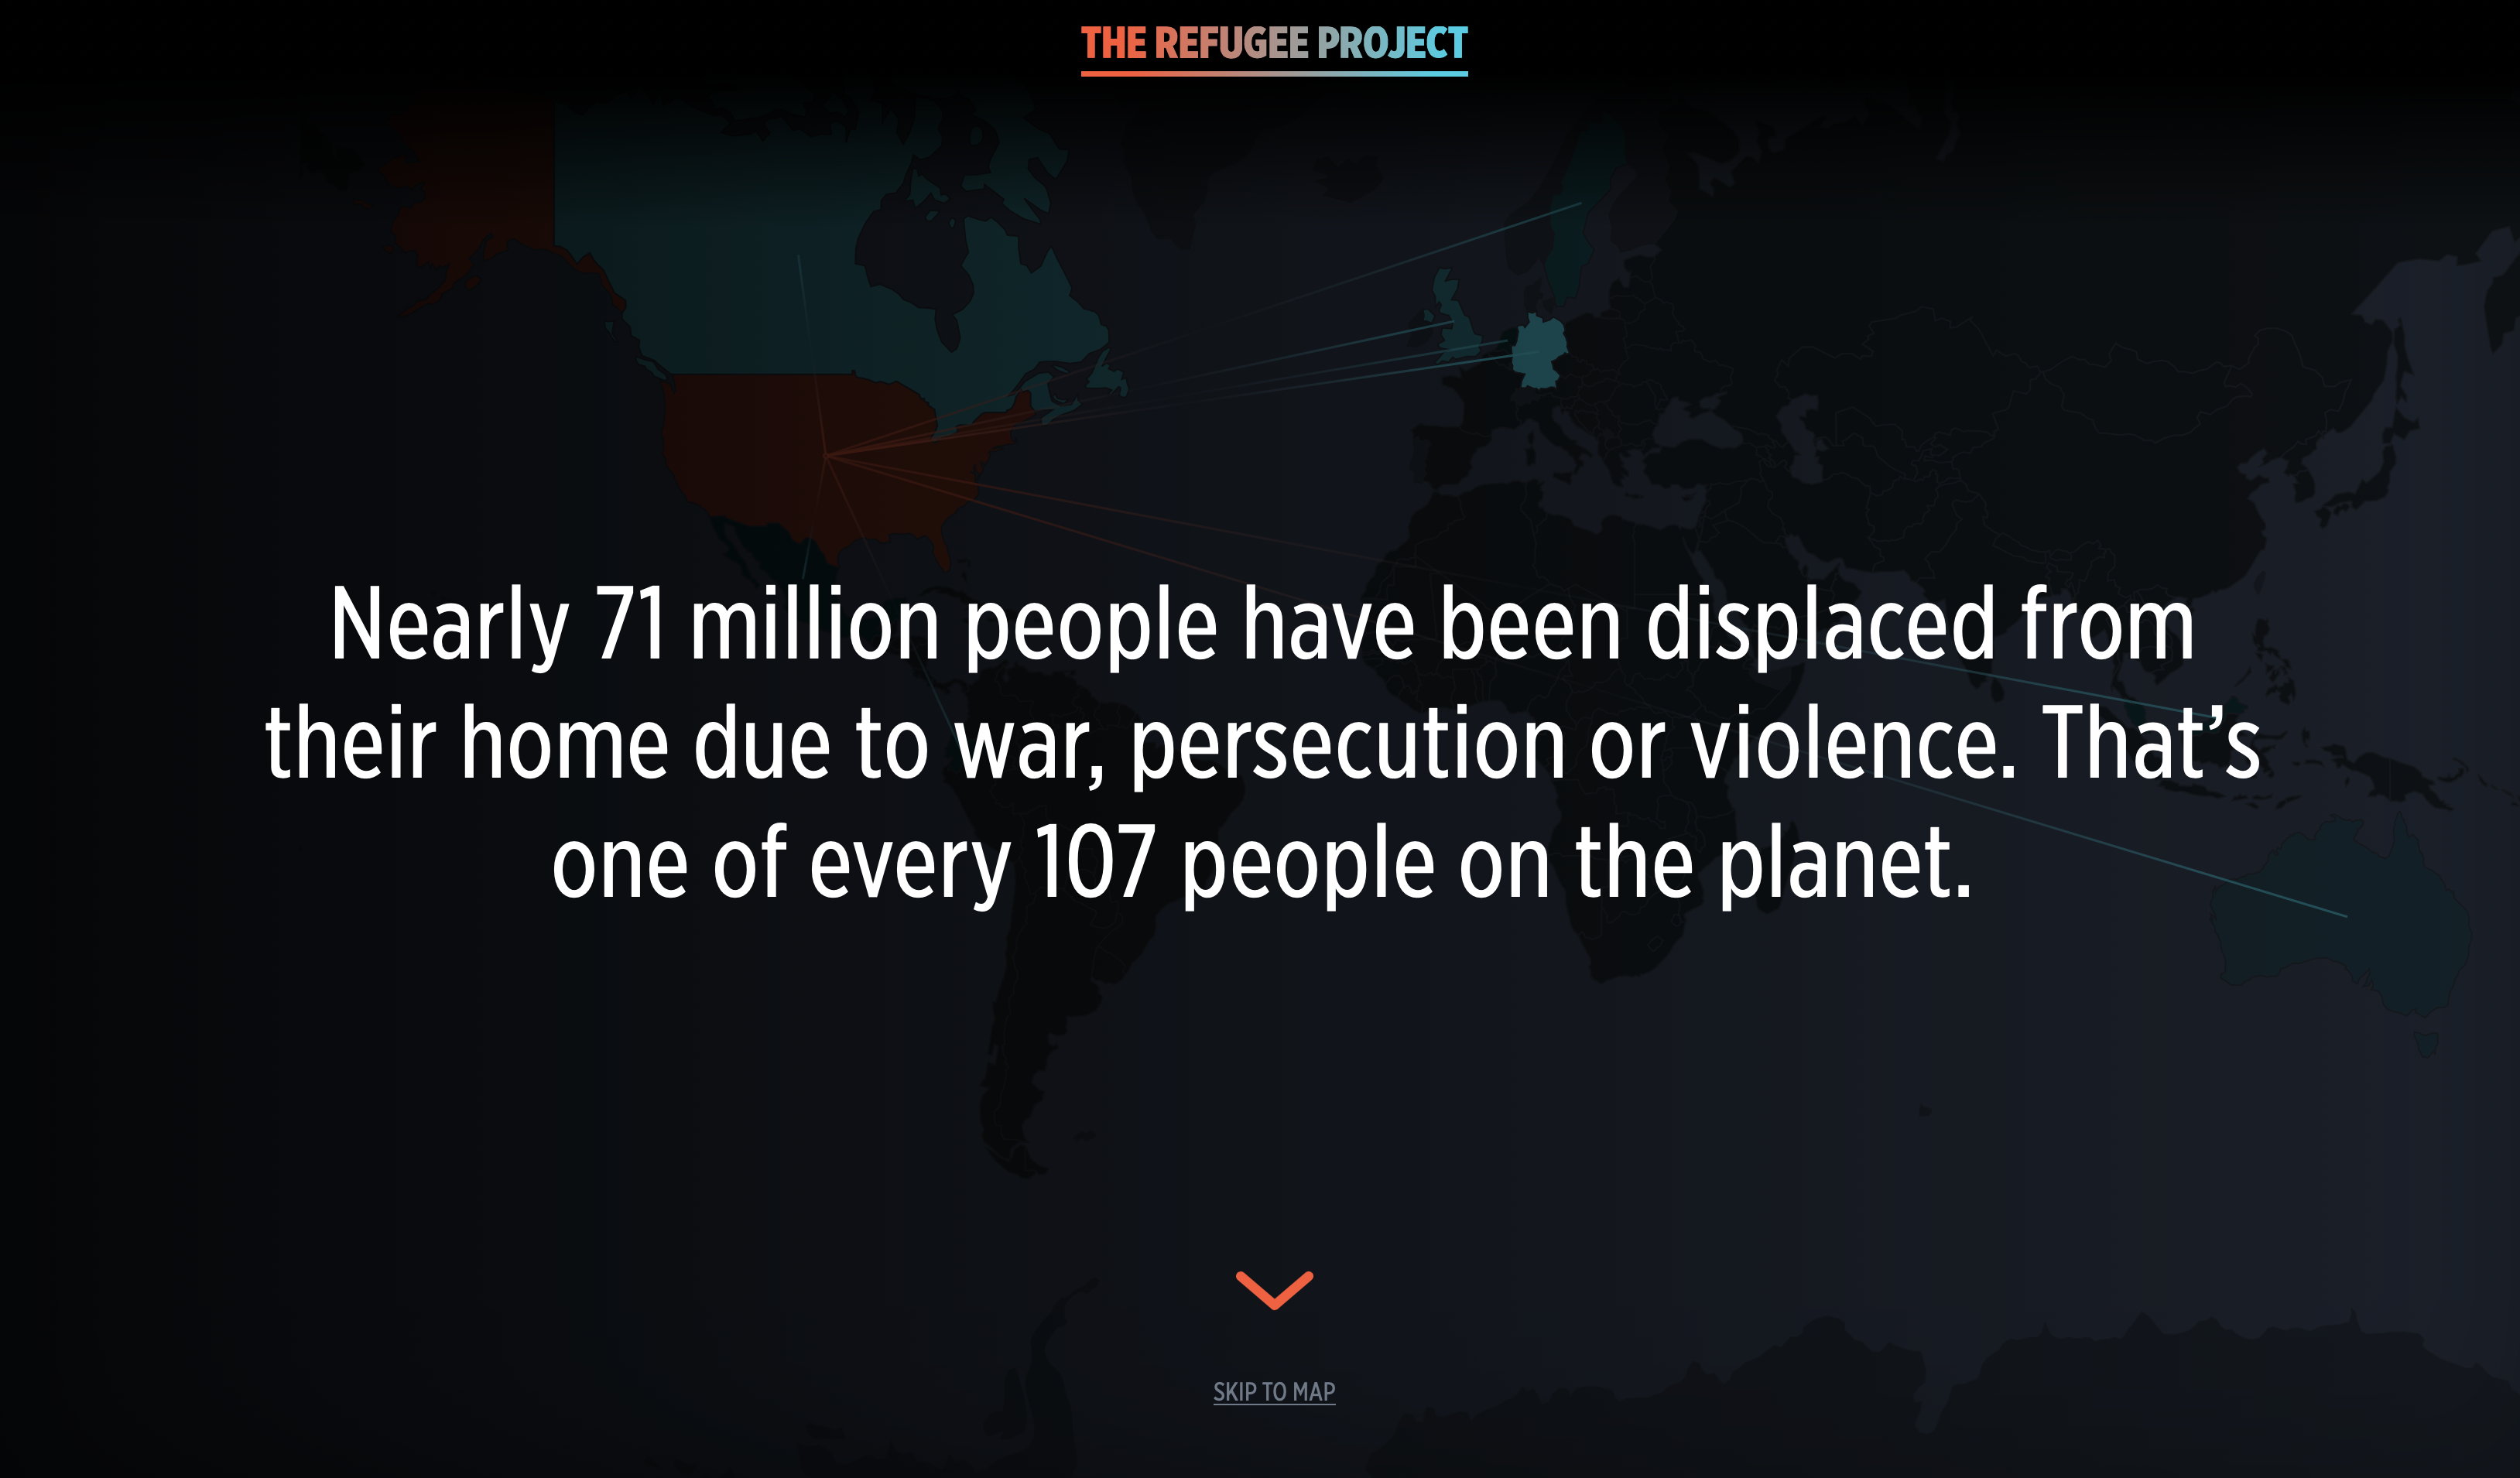 THE REFUGEE PROJECT
Nearly 71 million people have been displaced from
their home due to war, persecution or violence. That’s
one of every 107 people on the planet.
SKIP TO MAP